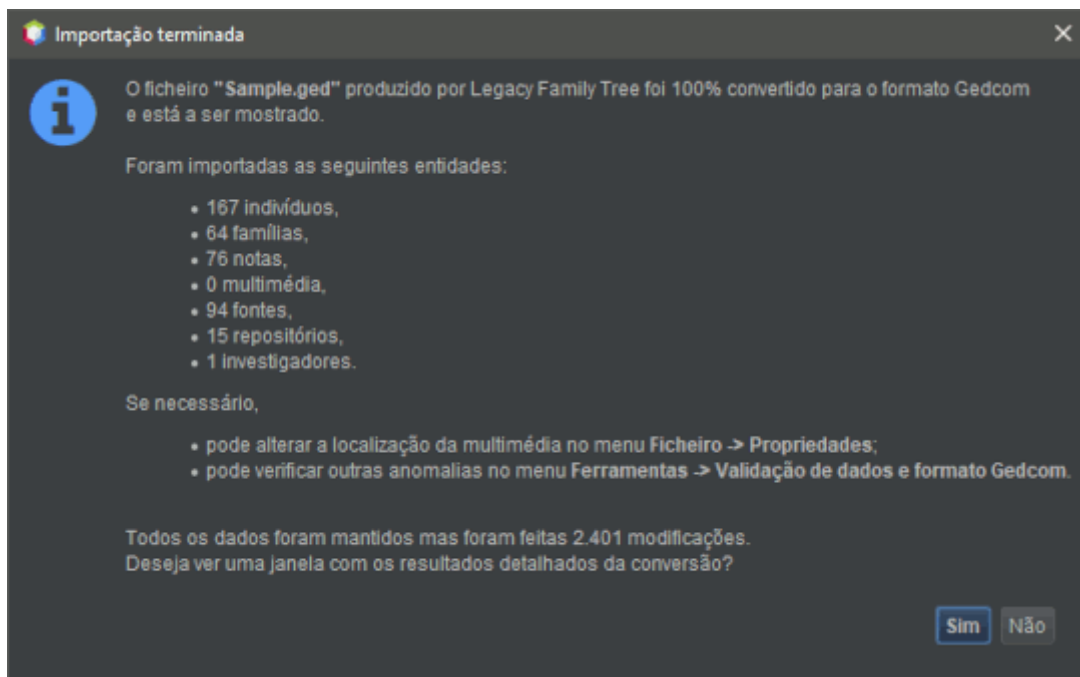 Importação terminada
O ficheiro "Sample.ged" produzido por Legacy Family Tree foi 100% convertido para o formato Gedcom
e está a ser mostrado.
Foram importadas as seguintes entidades:
• 167 indivíduos,
• 64 famílias,
• 76 notas,
• 0 multimédia,
• 94 fontes,
• 15 repositórios,
• 1 investigadores.
Se necessário,
• pode alterar a localização da multimédia no menu Ficheiro -> Propriedades;
• pode verificar outras anomalias no menu Ferramentas -> Validação de dados e formato Gedcom.
Todos os dados foram mantidos mas foram feitas 2.401 modificações.
Deseja ver uma janela com os resultados detalhados da conversão?
Sim Não